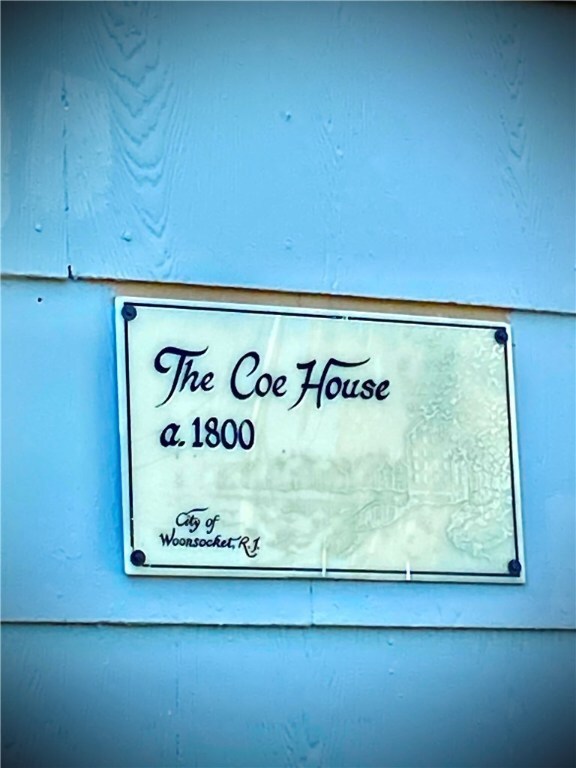 The Coe House
a. 1800
City of
Woonsocket, R.I.